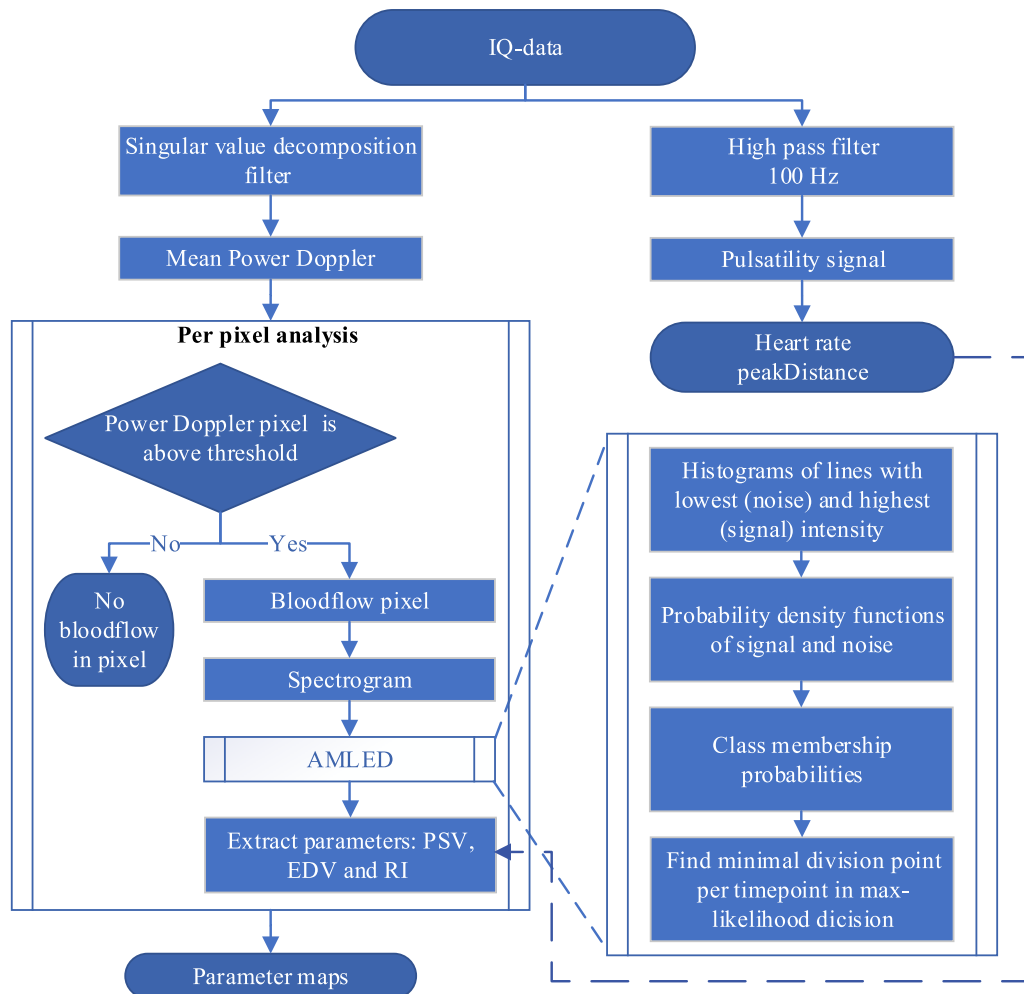 IQ-data
Singular value decomposition
filter
Mean Power Doppler
High pass filter
100 Hz
Pulsatility signal
Heart rate
peakDistance
Per pixel analysis
Power Doppler pixel is
above threshold
No
Yes
No
bloodflow
in pixel
Bloodflow pixel
Spectrogram
AMLED
Extract parameters: PSV,
EDV and RI
Parameter maps
Histograms of lines with
lowest (noise) and highest
(signal) intensity
Probability density functions
of signal and noise
Class membership
probabilities
Find minimal division point
per timepoint in max-
likelihood dicision